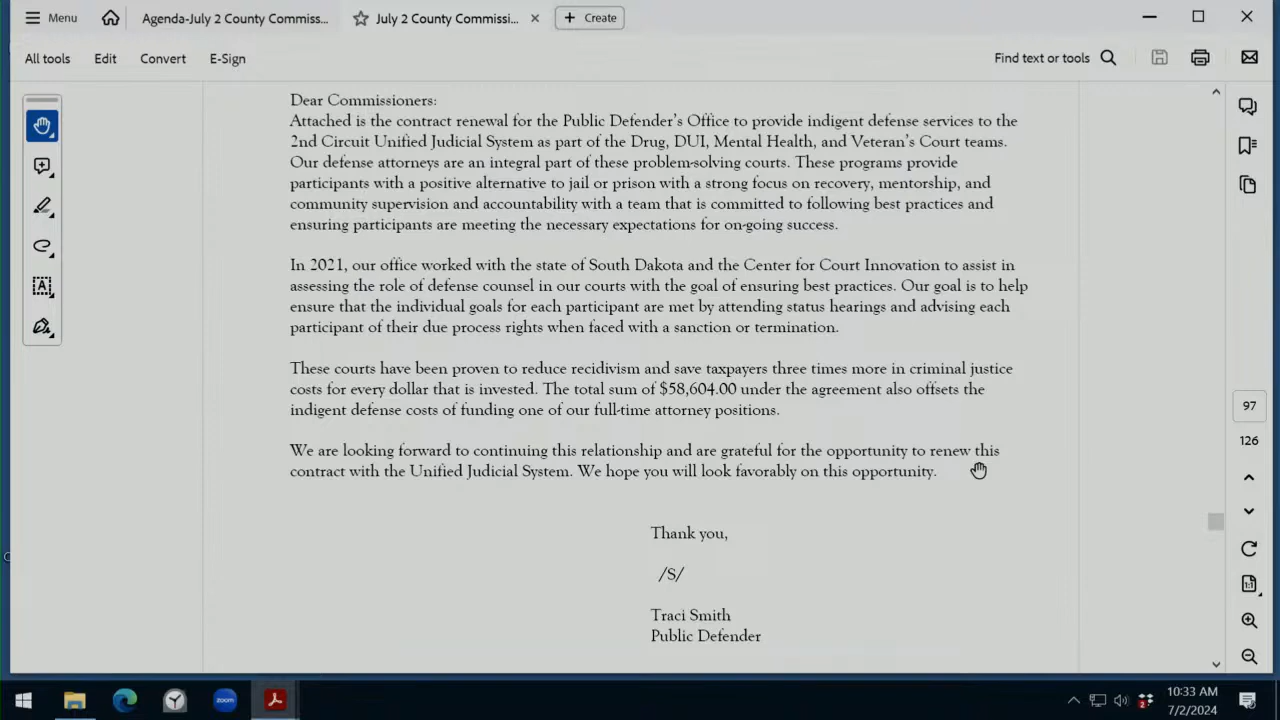 Menu
Agenda-July 2 County Commiss...
July 2 County Commissi...
Create
All tools
Edit
Convert
E-Sign
Find text or tools
Dear Commissioners:
Attached is the contract renewal for the Public Defender's Office to provide indigent defense services to the
2nd Circuit Unified Judicial System as part of the Drug, DUI, Mental Health, and Veteran's Court teams.
Our defense attorneys are an integral part of these problem-solving courts. These programs provide
participants with a positive alternative to jail or prison with a strong focus on recovery, mentorship, and
community supervision and accountability with a team that is committed to following best practices and
ensuring participants are meeting the necessary expectations for on-going success.
In 2021, our office worked with the state of South Dakota and the Center for Court Innovation to assist in
assessing the role of defense counsel in our courts with the goal of ensuring best practices. Our goal is to help
ensure that the individual goals for each participant are met by attending status hearings and advising each
participant of their due process rights when faced with a sanction or termination.
These courts have been proven to reduce recidivism and save taxpayers three times more in criminal justice
costs for every dollar that is invested. The total sum of $58,604.00 under the agreement also offsets the
indigent defense costs of funding one of our full-time attorney positions.
We are looking forward to continuing this relationship and are grateful for the opportunity to renew this
contract with the Unified Judicial System. We hope you will look favorably on this opportunity.
Thank you,
/S/
Traci Smith
Public Defender
97
126
1:1
zoom
2
10:33 AM
7/2/2024